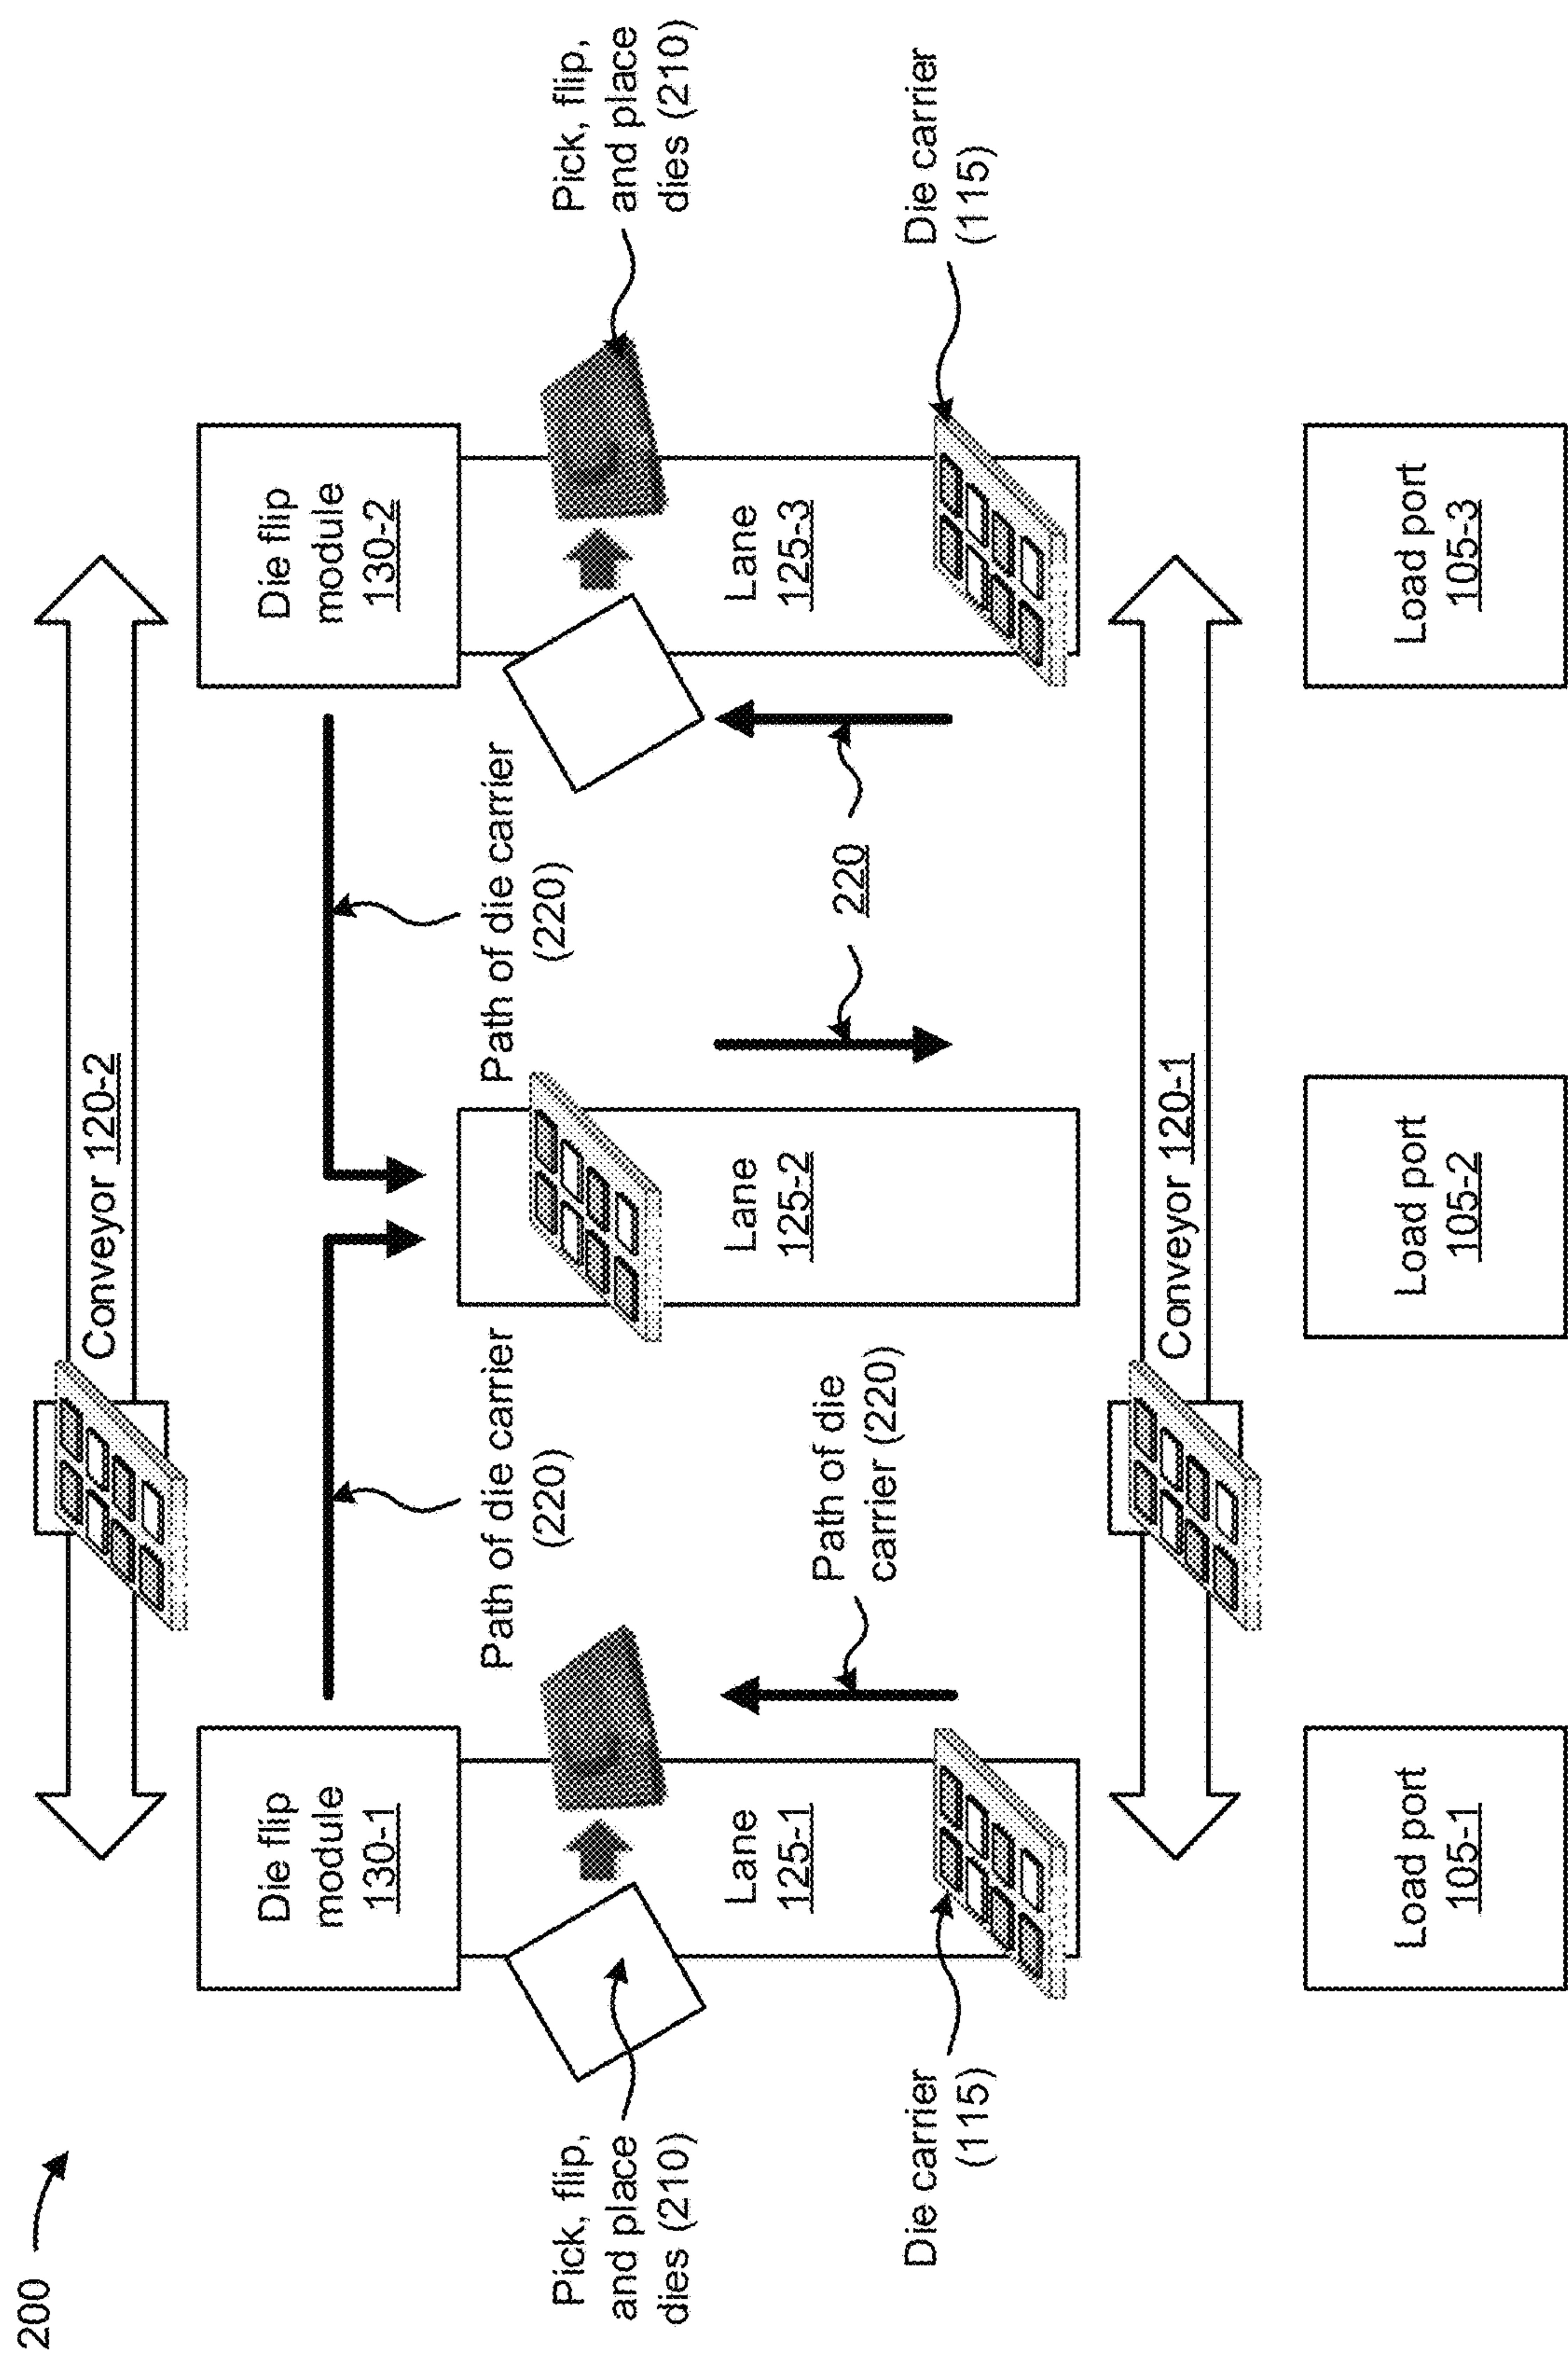 200
Conveyor 120-2
Die flip
module
130-1
Die flip
module
130-2
Path of die carrier
(220)
Path of die carrier
(220)
Pick, flip,
and place
dies (210)
Pick, flip,
and place
dies (210)
Lane
125-1
Lane
125-2
Lane
125-3
Path of die
carrier (220)
220
Die carrier
(115)
Die carrier
(115)
Conveyor 120-1
Load port
105-1
Load port
105-2
Load port
105-3